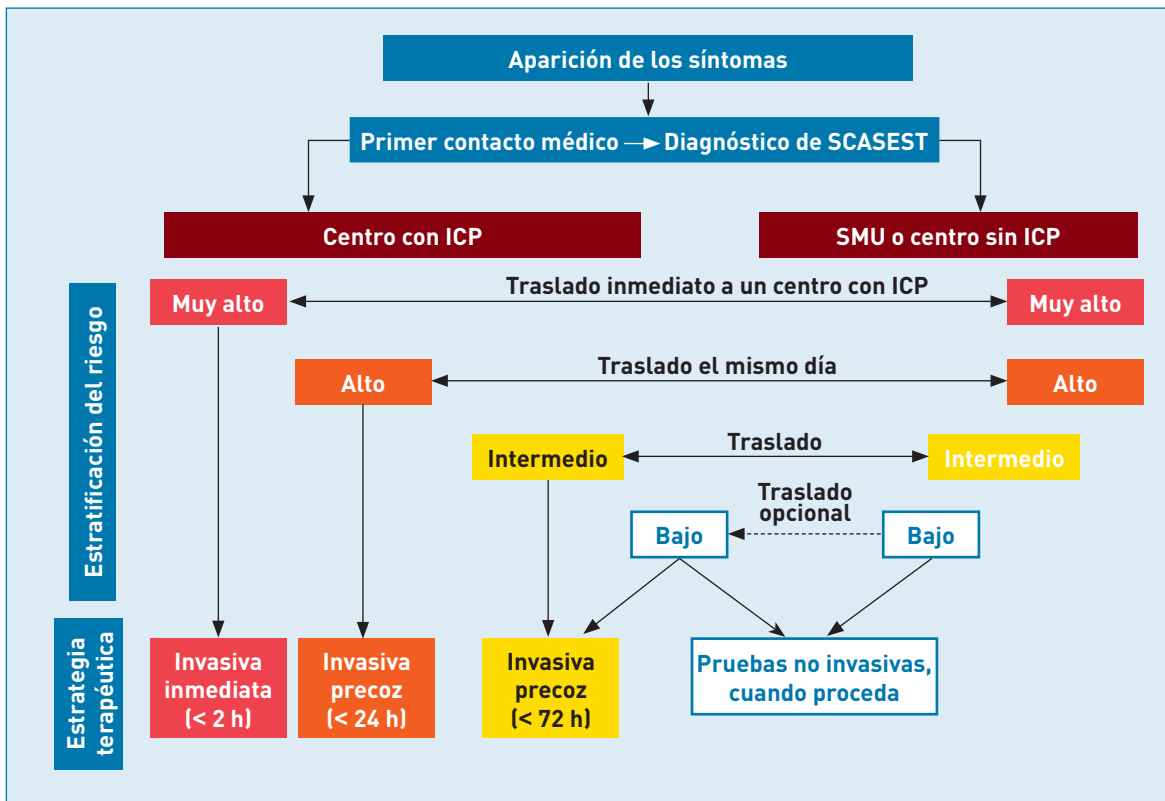 Aparición de los síntomas
Primer contacto médico → Diagnóstico de SCASEST
Centro con ICP
SMU o centro sin ICP
Estratificación del riesgo
Muy alto
Traslado inmediato a un centro con ICP
Muy alto
Alto
Traslado el mismo día
Alto
Intermedio
Traslado
Intermedio
Traslado
opcional
Bajo
Bajo
Estrategia
terapéutica
Invasiva
inmediata
(< 2 h)
Invasiva
precoz
(< 24 h)
Invasiva
precoz
(< 72 h)
Pruebas no invasivas,
cuando proceda